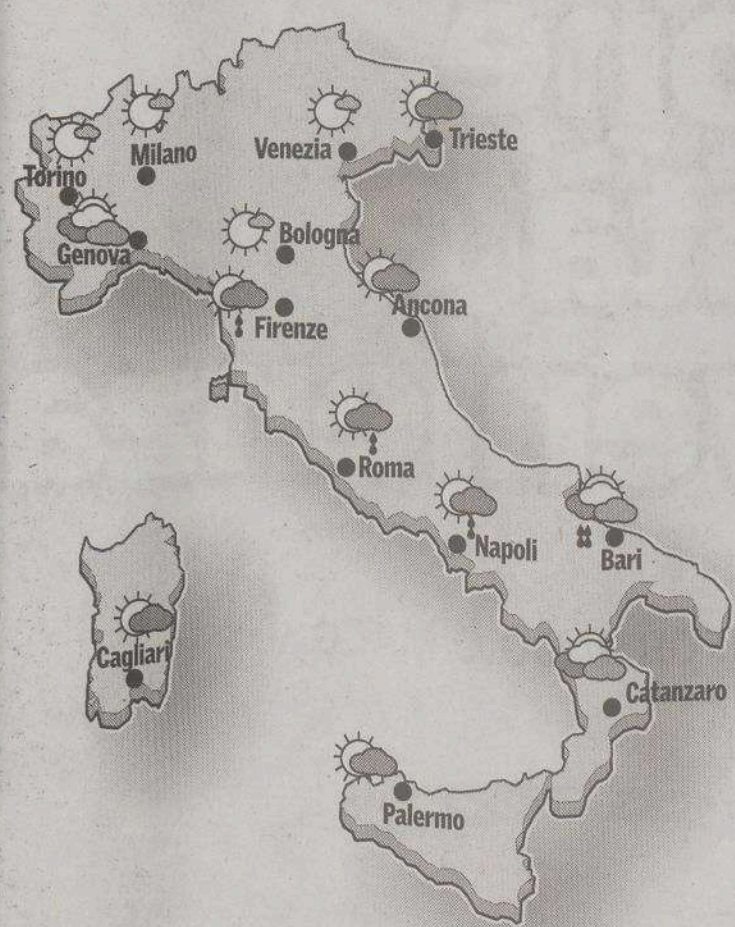 Trieste
Venezia
Milano
Torino
Bologna
Genova
Ancona
Firenze
Roma
Napoli
Bari
Cagliari
Catanzaro
Palermo